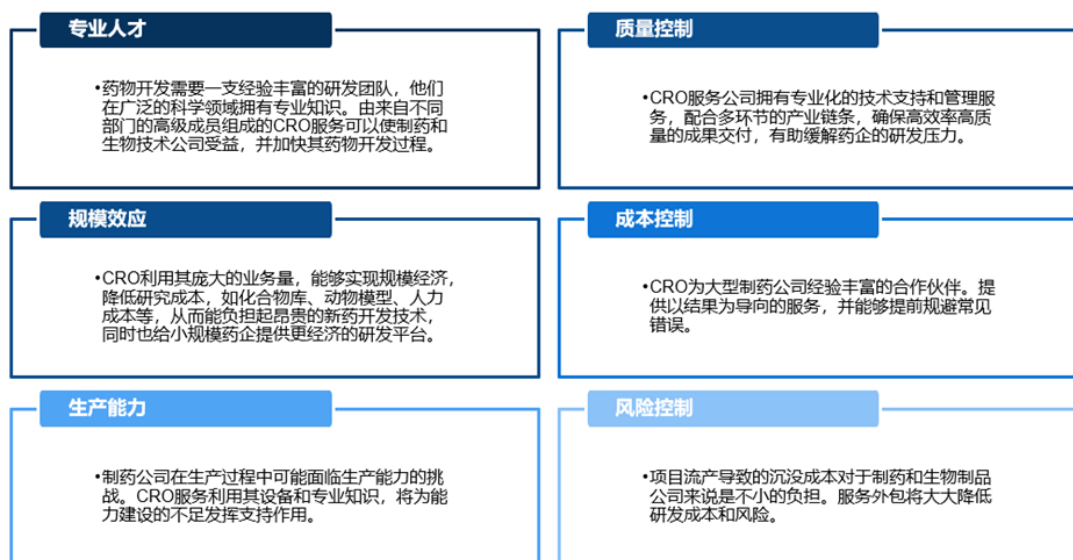 专业人才
•药物开发需要一支经验丰富的研发团队，他们
在广泛的科学领域拥有专业知识。由来自不同
部门的高级成员组成的CRO服务可以使制药和
生物技术公司受益，并加快其药物开发过程。
质量控制
•CRO服务公司拥有专业化的技术支持和管理服
务，配合多环节的产业链条，确保高效率高质
量的成果交付，有助缓解药企的研发压力。
规模效应
•CRO利用其庞大的业务量，能够实现规模经济，
降低研究成本，如化合物库、动物模型、人力
成本等，从而能负担起昂贵的新药开发技术，
同时也给小规模药企提供更经济的研发平台。
成本控制
•CRO为大型制药公司经验丰富的合作伙伴。提
供以结果为导向的服务，并能够提前规避常见
错误。
生产能力
•制药公司在生产过程中可能面临生产能力的挑
战。CRO服务利用其设备和专业知识，将为能
力建设的不足发挥支持作用。
风险控制
•项目流产导致的沉没成本对于制药和生物制品
公司来说是不小的负担。服务外包将大大降低
研发成本和风险。